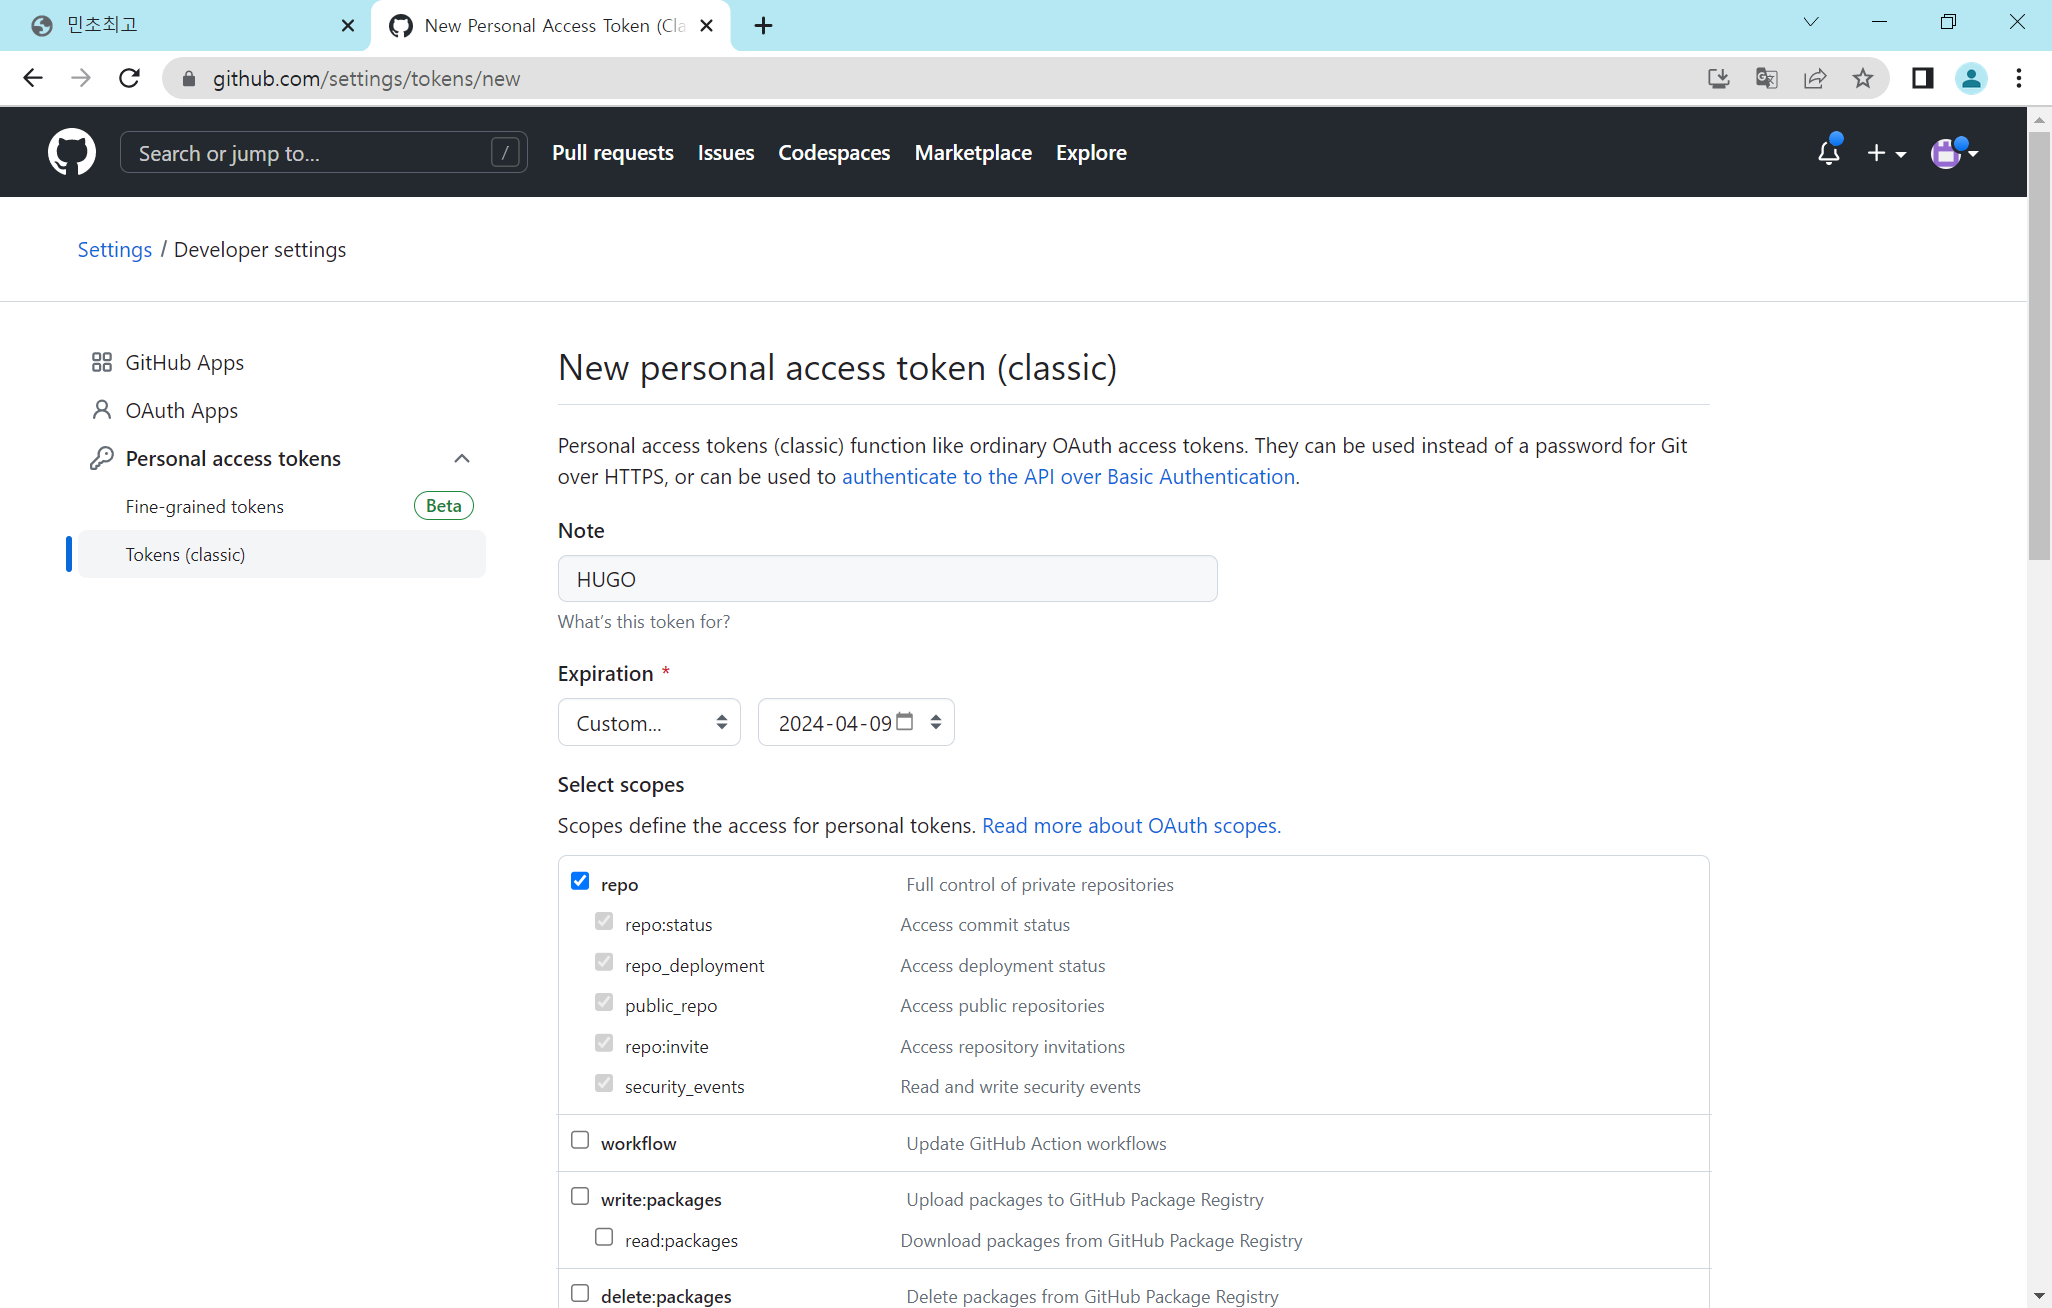 민초최고
New Personal Access Token (Cla
github.com/settings/tokens/new
Search or jump to...
/
Pull requests
Issues
Codespaces
Marketplace
Explore
Settings / Developer settings
GitHub Apps
OAuth Apps
Personal access tokens
Fine-grained tokens
Beta
Tokens (classic)
New personal access token (classic)
Personal access tokens (classic) function like ordinary OAuth access tokens. They can be used instead of a password for Git
over HTTPS, or can be used to authenticate to the API over Basic Authentication.
Note
HUGO
What's this token for?
Expiration *
Custom...
2024-04-09
Select scopes
Scopes define the access for personal tokens. Read more about OAuth scopes.
repo Full control of private repositories
repo:status Access commit status
repo_deployment Access deployment status
public_repo Access public repositories
repo:invite Access repository invitations
security_events Read and write security events
workflow Update GitHub Action workflows
write:packages Upload packages to GitHub Package Registry
read:packages Download packages from GitHub Package Registry
delete:packages Delete packages from GitHub Package Registry